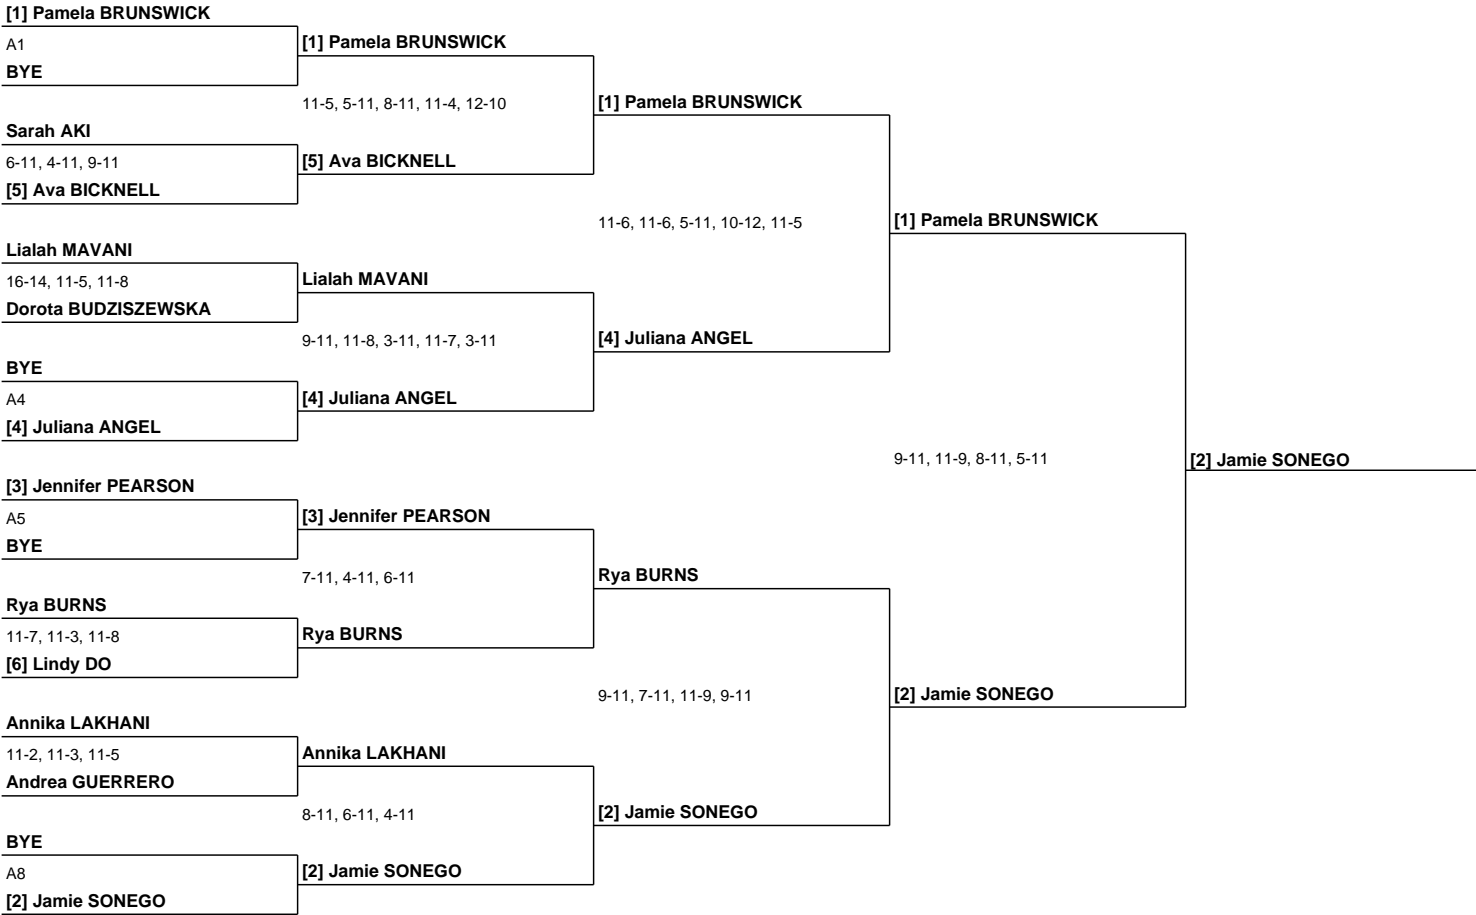 [1] Pamela BRUNSWICK
A1
BYE
Sarah AKI
6-11, 4-11, 9-11
[5] Ava BICKNELL
Lialah MAVANI
16-14, 11-5, 11-8
Dorota BUDZISZEWSKA
BYE
A4
[4] Juliana ANGEL
[3] Jennifer PEARSON
A5
BYE
Rya BURNS
11-7, 11-3, 11-8
[6] Lindy DO
Annika LAKHANI
11-2, 11-3, 11-5
Andrea GUERRERO
BYE
A8
[2] Jamie SONEGO
[1] Pamela BRUNSWICK
11-5, 5-11, 8-11, 11-4, 12-10
[5] Ava BICKNELL
Lialah MAVANI
9-11, 11-8, 3-11, 11-7, 3-11
[4] Juliana ANGEL
[3] Jennifer PEARSON
7-11, 4-11, 6-11
Rya BURNS
Annika LAKHANI
8-11, 6-11, 4-11
[2] Jamie SONEGO
[1] Pamela BRUNSWICK
11-6, 11-6, 5-11, 10-12, 11-5
[4] Juliana ANGEL
Rya BURNS
9-11, 7-11, 11-9, 9-11
[2] Jamie SONEGO
[1] Pamela BRUNSWICK
9-11, 11-9, 8-11, 5-11
[2] Jamie SONEGO
[2] Jamie SONEGO